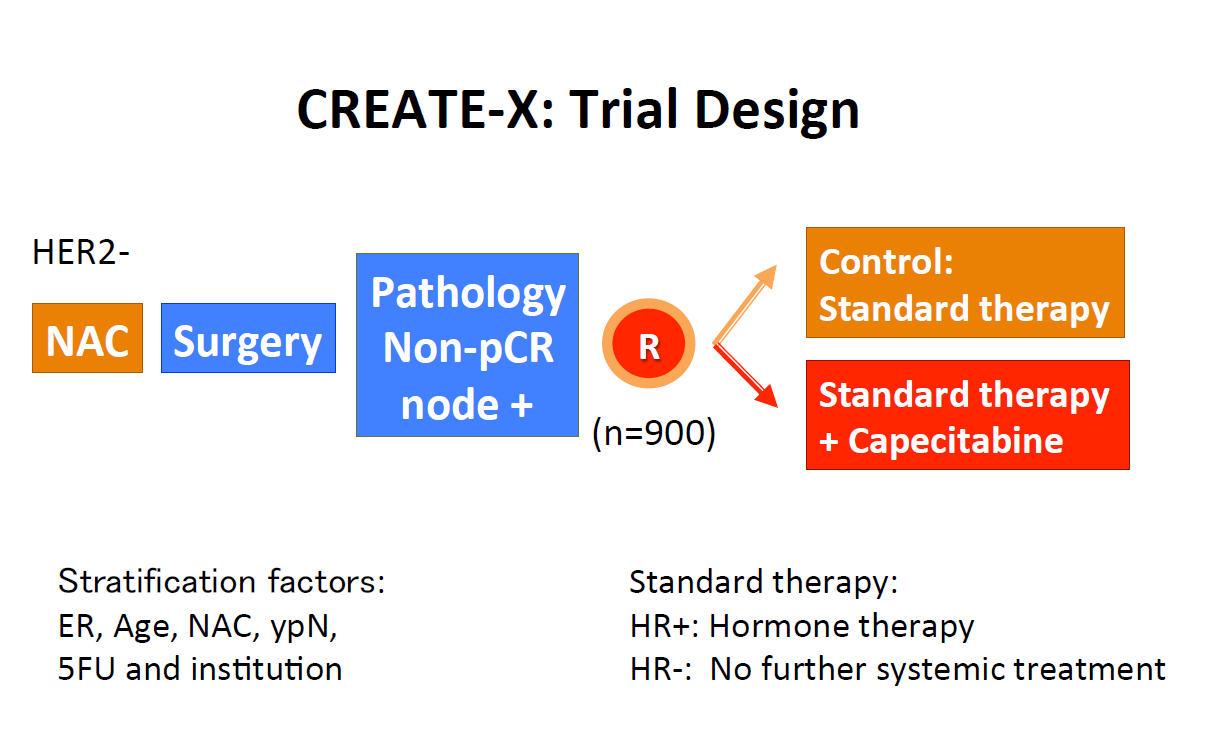 CREATE-X: Trial Design
HER2-
NAC
Surgery
Pathology
Non-pCR
node +
R
(n=900)
Control:
Standard therapy
Standard therapy
+ Capecitabine
Stratification factors:
ER, Age, NAC, ypN,
5FU and institution
Standard therapy:
HR+: Hormone therapy
HR-: No further systemic treatment